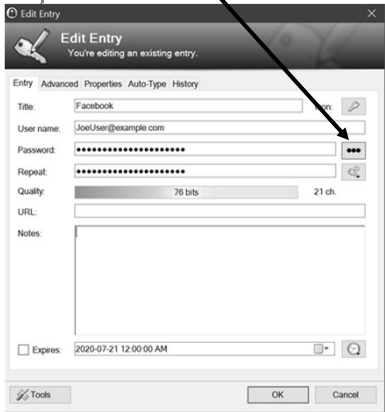 Edit Entry
Edit Entry
You're editing an existing entry.
Entry Advanced Properties Auto-Type History
Title: Facebook Icon:
User name: JoeUser@example.com
Password: •••••••••••••••••••••
Repeat: •••••••••••••••••••••
Quality: 76 bits 21 ch.
URL:
Notes:
Expires: 2020-07-21 12:00:00 AM
Tools OK Cancel